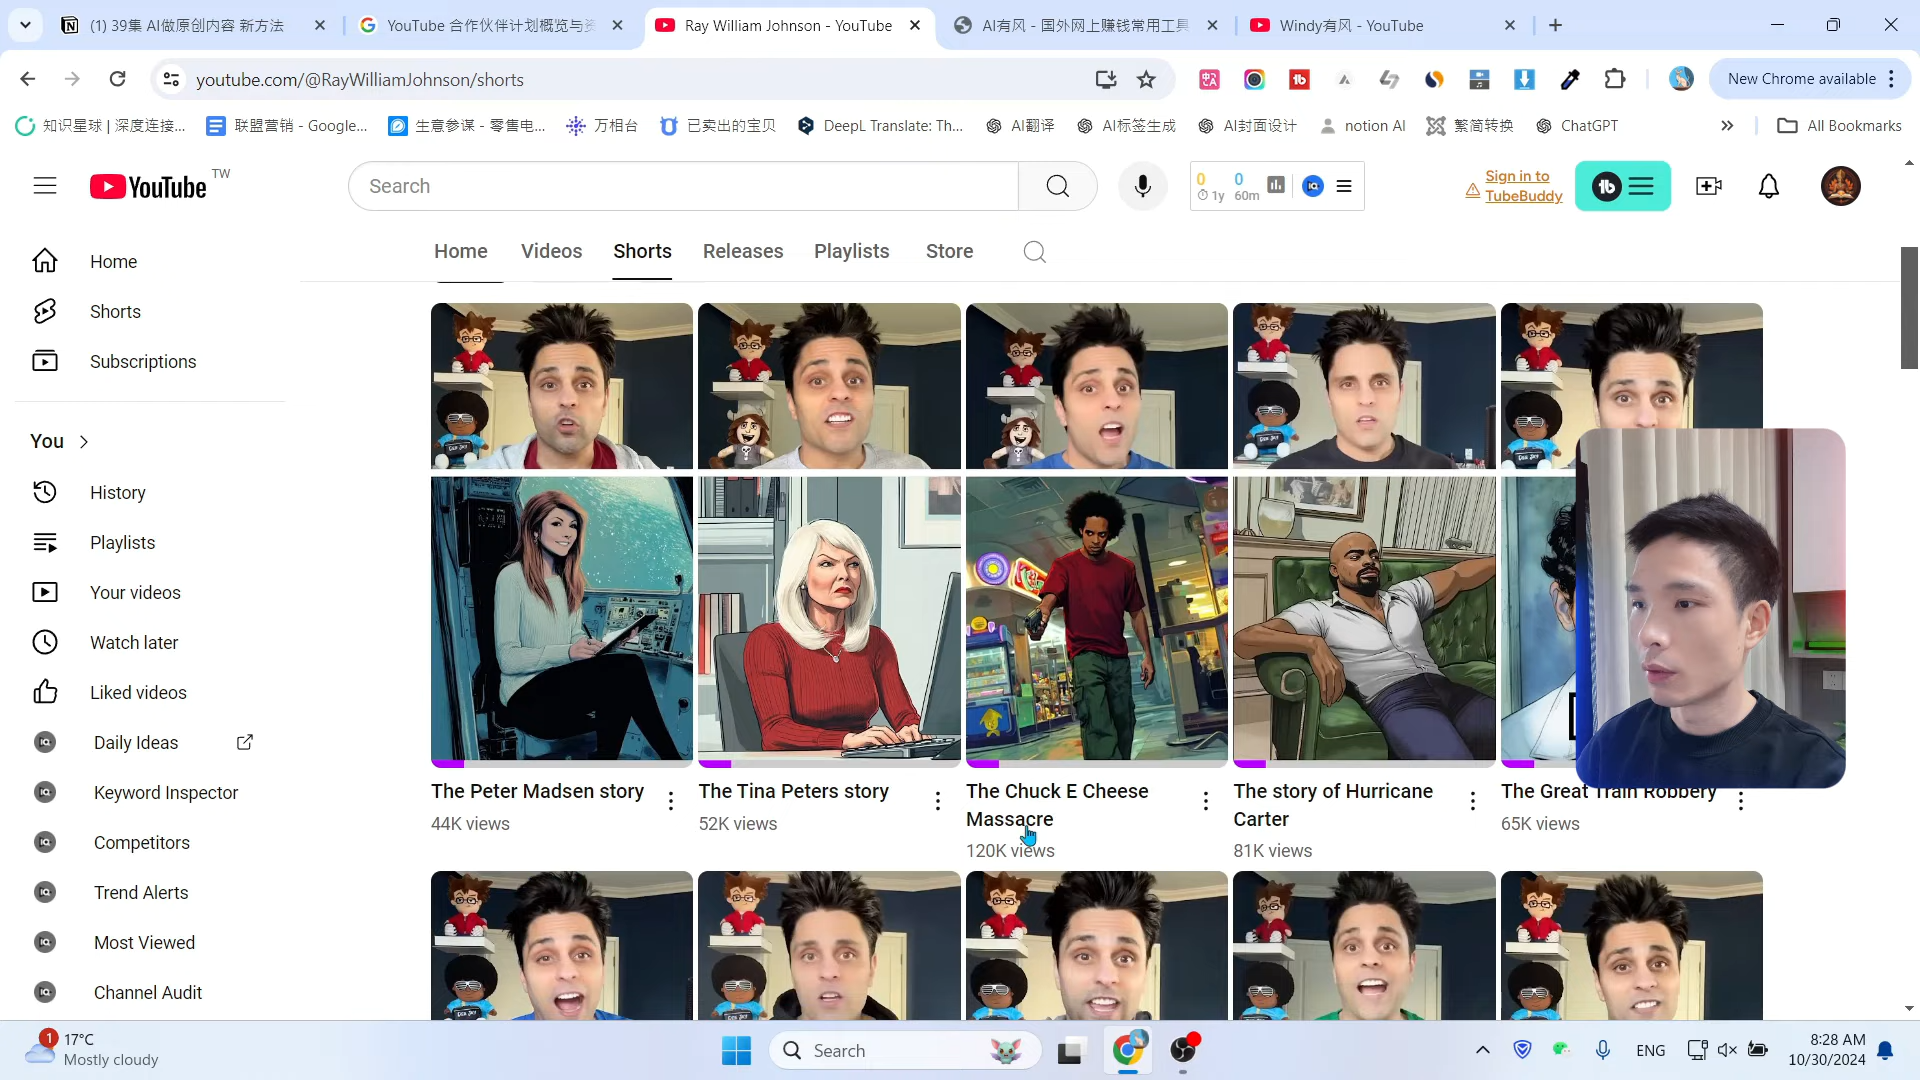 (1) 39集 AI做原创内容 新方法
YouTube 合作伙伴计划概览与
Ray William Johnson - YouTube
AI有风 - 国外网上赚钱常用工具
Windy有风 - YouTube
youtube.com/@RayWilliamJohnson/shorts
New Chrome available
知识星球 | 深度连接...
联盟营销 - Google...
生意参谋 - 零售电...
万相台
已卖出的宝贝
DeepL Translate: Th...
AI翻译
AI标签生成
AI封面设计
notion AI
繁简转换
ChatGPT
All Bookmarks
YouTube TW
Search
0
1y
0
60m
Sign in to
TubeBuddy
Home
Videos
Shorts
Releases
Playlists
Store
Home
Shorts
Subscriptions
You
History
Playlists
Your videos
Watch later
Liked videos
Daily Ideas
Keyword Inspector
Competitors
Trend Alerts
Most Viewed
Channel Audit
The Peter Madsen story
44K views
The Tina Peters story
52K views
The Chuck E Cheese
Massacre
120K views
The story of Hurricane
Carter
81K views
The Great Train Robbery
65K views
1
17°C
Mostly cloudy
Search
ENG
8:28 AM
10/30/2024